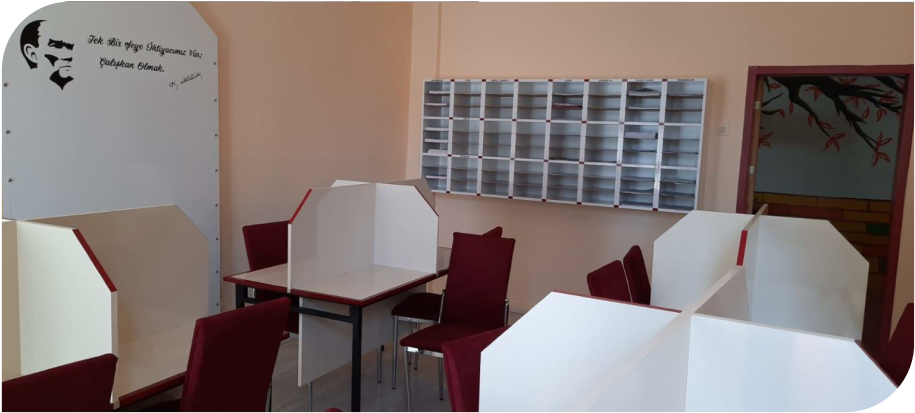 Tek Bir Şeye İhtiyacımız Var;
Çalışkan Olmak.